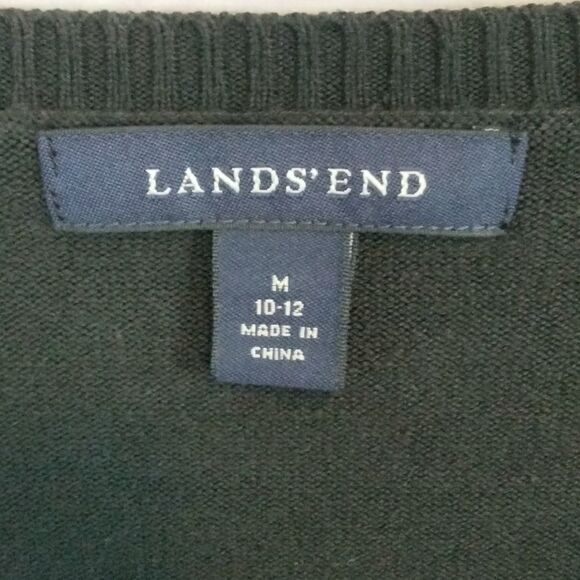 LANDS' END
M
10-12
MADE IN
CHINA